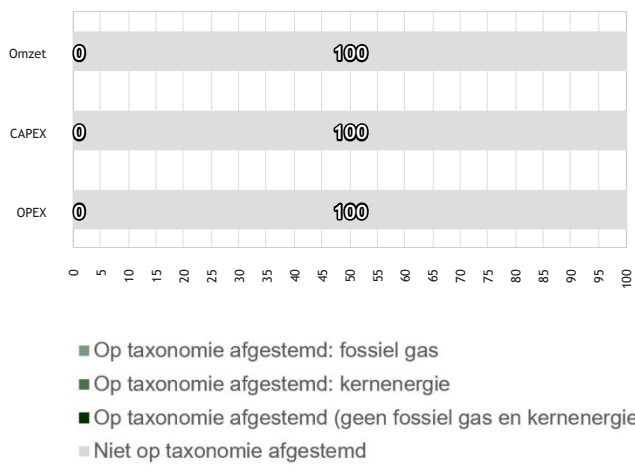 Omzet 0 100
CAPEX 0 100
OPEX 0 100
0 5 10 15 20 25 30 35 40 45 50 55 60 65 70 75 80 85 90 95 100
Op taxonomie afgestemd: fossiel gas
Op taxonomie afgestemd: kernenergie
Op taxonomie afgestemd (geen fossiel gas en kernenergie
Niet op taxonomie afgestemd